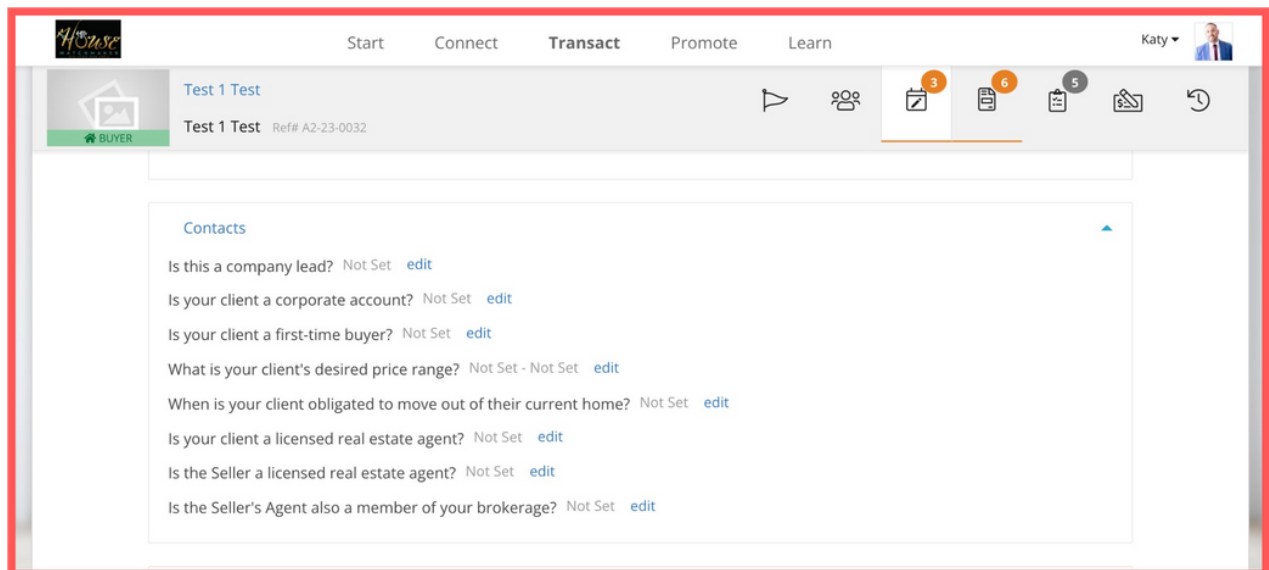 House
MATCHMAKER
Start Connect Transact Promote Learn
Katy
Test 1 Test
Test 1 Test Ref# A2-23-0032
BUYER
3
6
5
Contacts
Is this a company lead? Not Set edit
Is your client a corporate account? Not Set edit
Is your client a first-time buyer? Not Set edit
What is your client's desired price range? Not Set - Not Set edit
When is your client obligated to move out of their current home? Not Set edit
Is your client a licensed real estate agent? Not Set edit
Is the Seller a licensed real estate agent? Not Set edit
Is the Seller's Agent also a member of your brokerage? Not Set edit